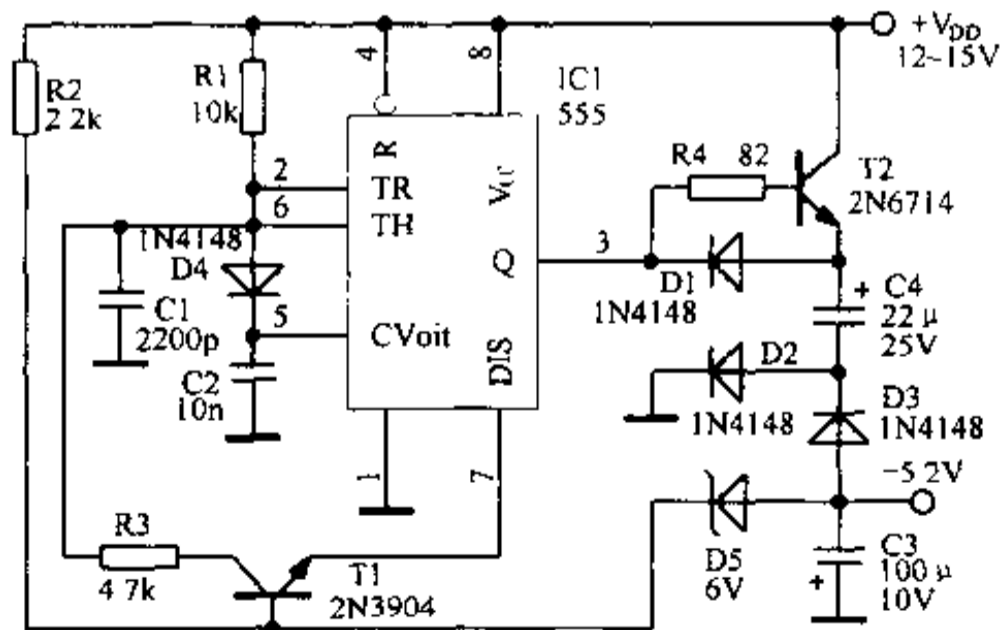 +V_DD
12~15V
R2
2 2k
R1
10k
4
8
IC1
555
R
Vcc
TR
TH
Q
CVoit
DIS
2
6
5
3
1
7
1N4148
D4
C1
2200p
C2
10n
R4 82
T2
2N6714
D1
1N4148
+
C4
22 μ
25V
D2
1N4148
D3
1N4148
-5 2V
D5
6V
+
C3
100 μ
10V
R3
4 7k
T1
2N3904